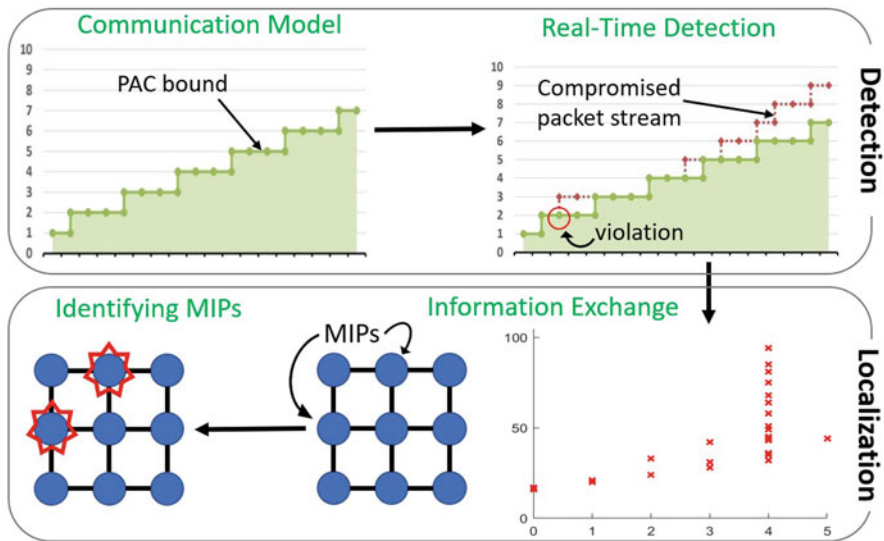 Communication Model
Real-Time Detection
Detection
10
9
8
7
6
5
4
3
2
1
0
PAC bound
10
9
8
7
6
5
4
3
2
1
0
Compromised
packet stream
violation
Identifying MIPs
Information Exchange
Localization
MIPs
100
50
0
0 1 2 3 4 5